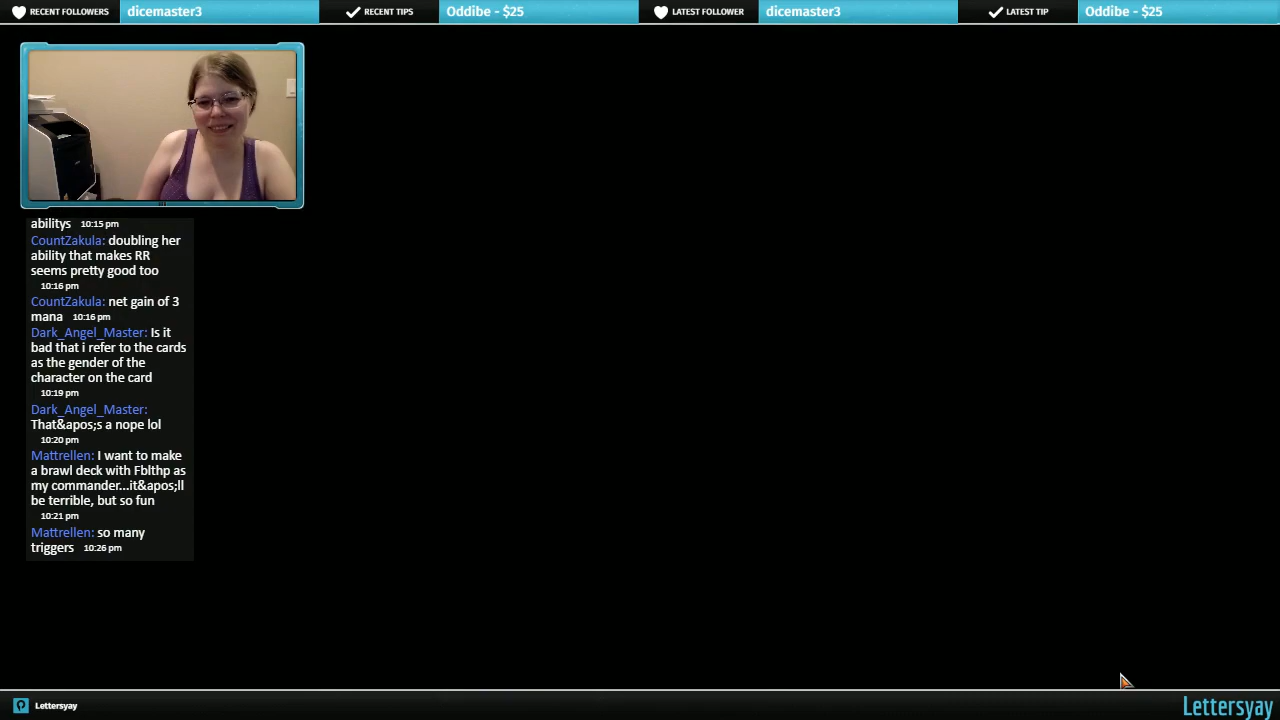 RECENT FOLLOWERS dicemaster3 RECENT TIPS Oddibe - $25 LATEST FOLLOWER dicemaster3 LATEST TIP Oddibe - $25
abilitys 10:15 pm
CountZakula: doubling her
ability that makes RR
seems pretty good too
10:16 pm
CountZakula: net gain of 3
mana 10:16 pm
Dark_Angel_Master: Is it
bad that i refer to the cards
as the gender of the
character on the card
10:19 pm
Dark_Angel_Master:
That&apos;s a nope lol
10:20 pm
Mattrellen: I want to make
a brawl deck with Fblthp as
my commander...it&apos;ll
be terrible, but so fun
10:21 pm
Mattrellen: so many
triggers 10:26 pm
Lettersyay Lettersyay